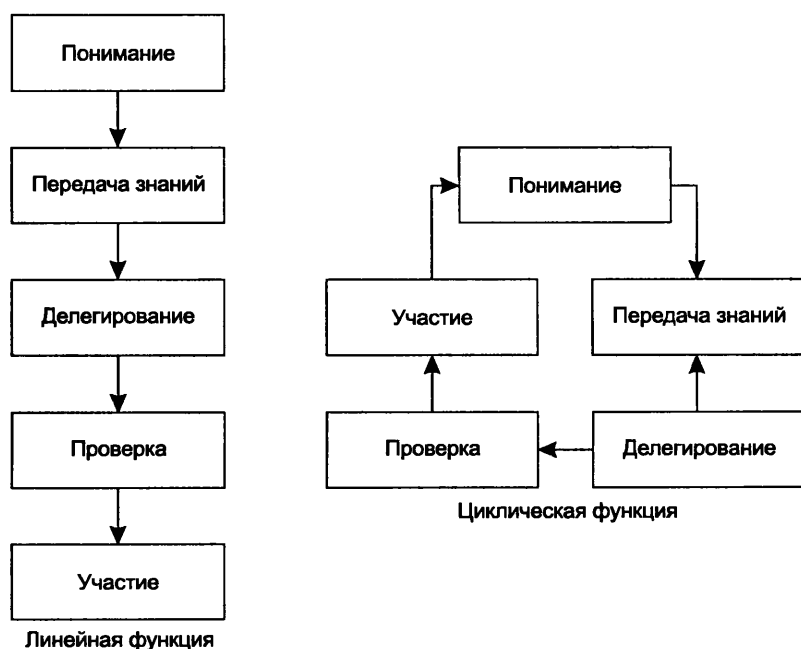 Понимание
Передача знаний
Делегирование
Проверка
Участие
Линейная функция
Понимание
Участие
Передача знаний
Проверка
Делегирование
Циклическая функция